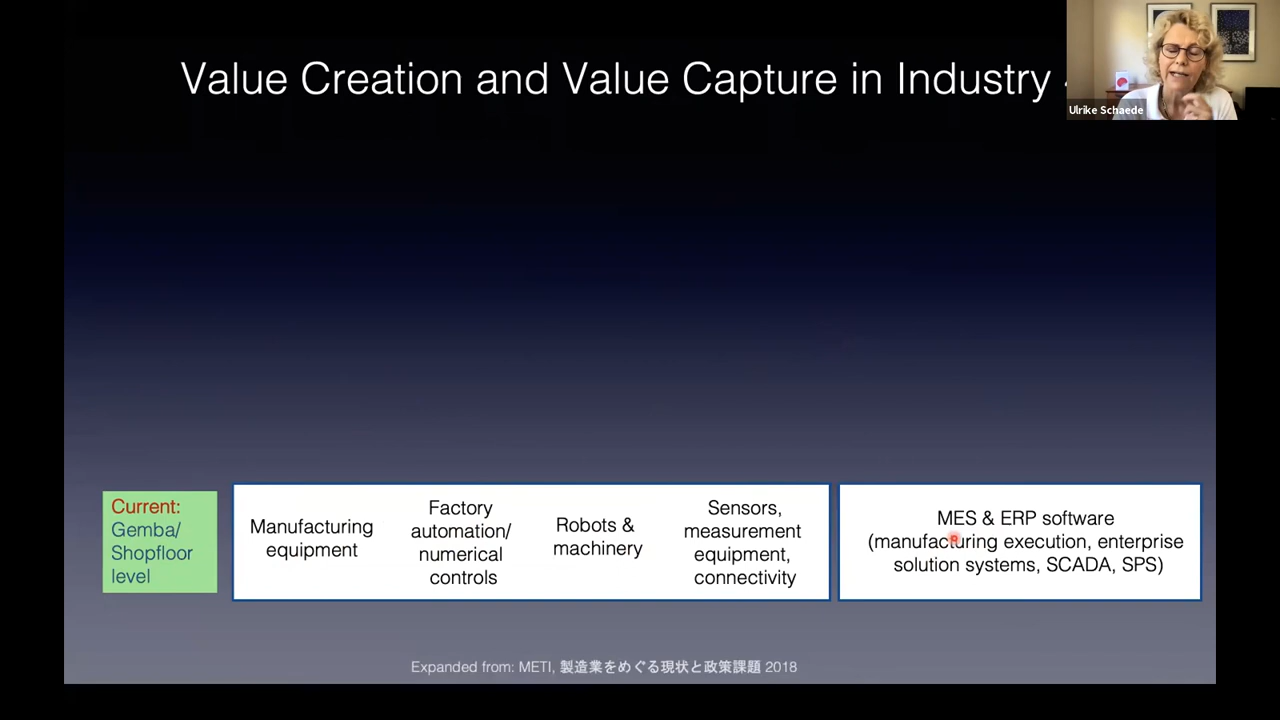 Value Creation and Value Capture in Industry
Ulrike Schaede
Current:
Gemba/
Shopfloor
level
Manufacturing
equipment
Factory
automation/
numerical
controls
Robots &
machinery
Sensors,
measurement
equipment,
connectivity
MES & ERP software
(manufacturing execution, enterprise
solution systems, SCADA, SPS)
Expanded from: METI, 製造業をめぐる現状と政策課題 2018